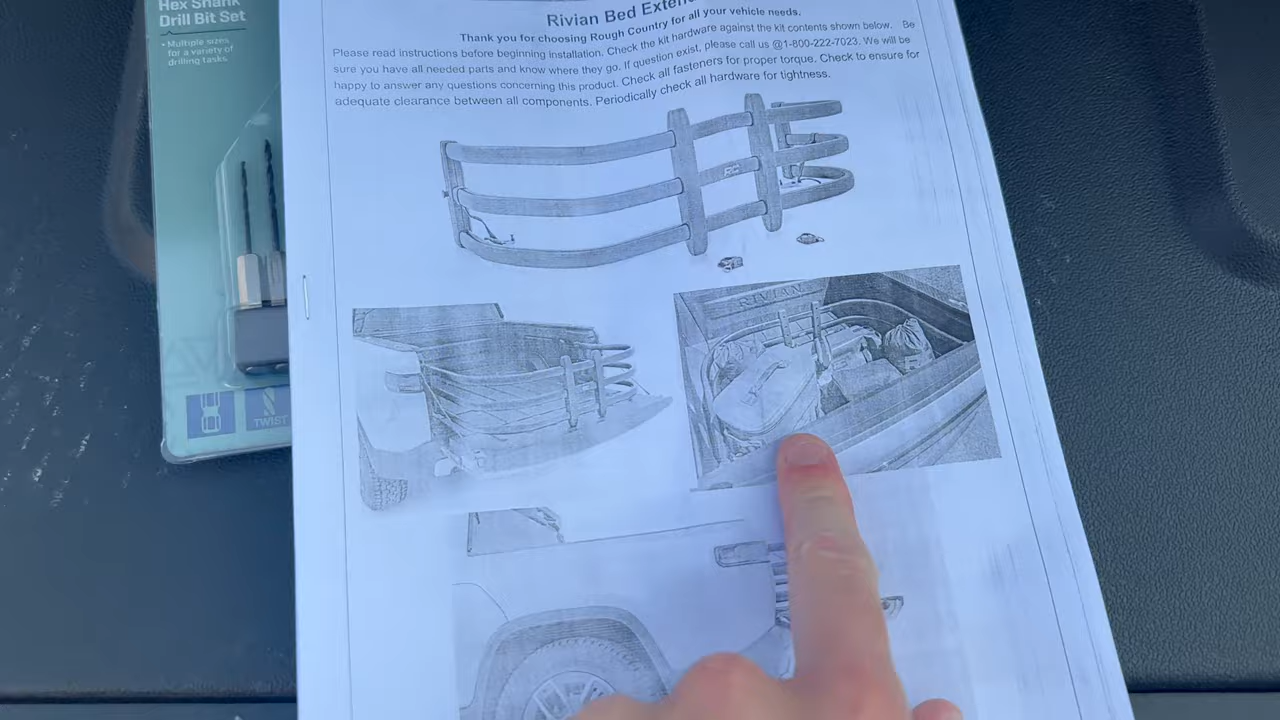 Hex Shank
Drill Bit Set
• Multiple sizes
for a variety of
drilling tasks.
TWIST
Rivian Bed
Thank you for choosing Rough Country for all your vehicle needs.
Please read instructions before beginning installation. Check the kit hardware against the kit contents shown below. Be
sure you have all needed parts and know where they go. If question exist, please call us @1-800-222-7023. We will be
happy to answer any questions concerning this product. Check all fasteners for proper torque. Check to ensure for
adequate clearance between all components. Periodically check all hardware for tightness.
RC
RIVIAN